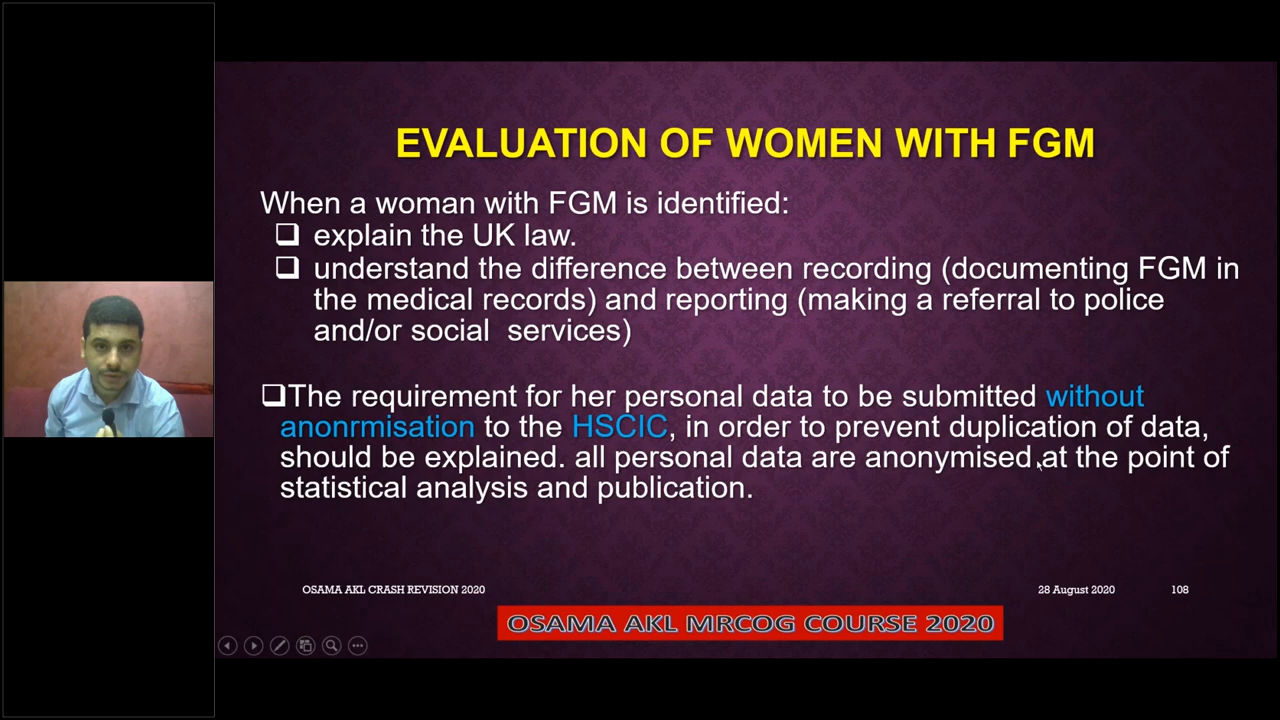 EVALUATION OF WOMEN WITH FGM
When a woman with FGM is identified:
❑ explain the UK law.
❑ understand the difference between recording (documenting FGM in
the medical records) and reporting (making a referral to police
and/or social services)
❑The requirement for her personal data to be submitted without
anonrmisation to the HSCIC, in order to prevent duplication of data,
should be explained. all personal data are anonymised at the point of
statistical analysis and publication.
OSAMA AKL CRASH REVISION 2020
28 August 2020
108
OSAMA AKL MRCOG COURSE 2020